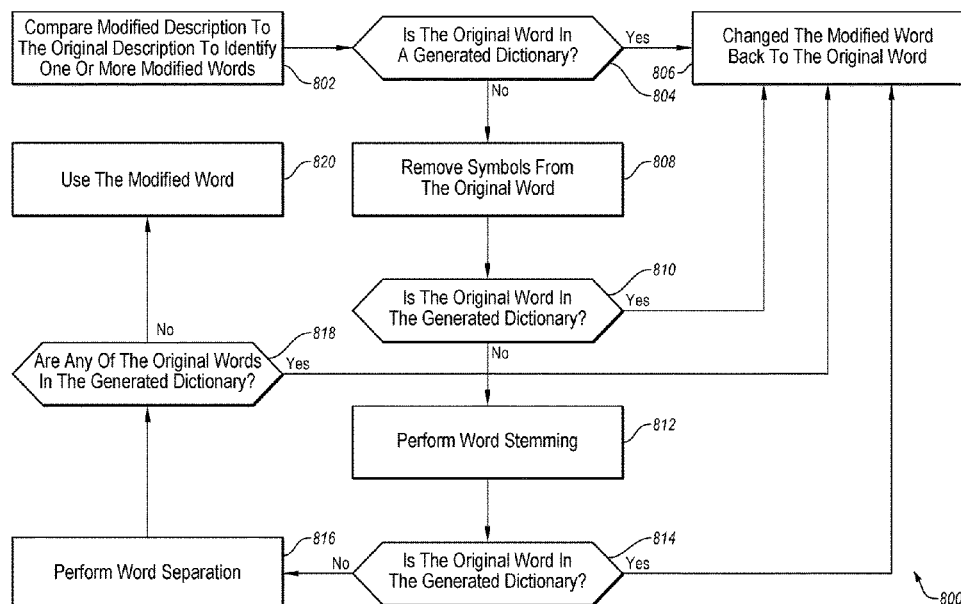 Compare Modified Description To
The Original Description To Identify
One Or More Modified Words
802
Is The Original Word In
A Generated Dictionary?
Yes
804
No
Changed The Modified Word
Back To The Original Word
806
Use The Modified Word
820
Remove Symbols From
The Original Word
808
Is The Original Word In
The Generated Dictionary?
810
Yes
No
Are Any Of The Original Words
In The Generated Dictionary?
818
No
Yes
Perform Word Stemming
812
Perform Word Separation
816
No
Is The Original Word In
The Generated Dictionary?
814
Yes
800